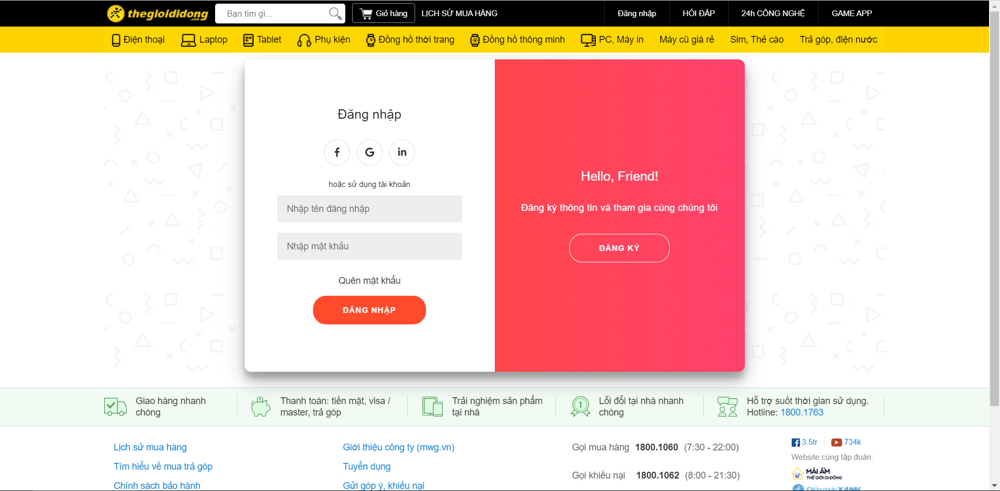 thegioididong
.com
Bạn tìm gì...
Giỏ hàng
LỊCH SỬ MUA HÀNG
Đăng nhập
HỎI ĐÁP
24h CÔNG NGHỆ
GAME APP
Điện thoại
Laptop
Tablet
Phụ kiện
Đồng hồ thời trang
Đồng hồ thông minh
PC, Máy in
Máy cũ giá rẻ
Sim, Thẻ cào
Trả góp, điện nước
Đăng nhập
hoặc sử dụng tài khoản
Nhập tên đăng nhập
Nhập mật khẩu
Quên mật khẩu
ĐĂNG NHẬP
Hello, Friend!
Đăng ký thông tin và tham gia cùng chúng tôi
ĐĂNG KÝ
Giao hàng nhanh
chóng
Thanh toán: tiền mặt, visa /
master, trả góp
Trải nghiệm sản phẩm
tại nhà
1
Lỗi đổi tại nhà nhanh
chóng
Hỗ trợ suốt thời gian sử dụng.
Hotline: 1800.1763
Lịch sử mua hàng
Tìm hiểu về mua trả góp
Chính sách bảo hành
Giới thiệu công ty (mwg.vn)
Tuyển dụng
Gửi góp ý, khiếu nại
Gọi mua hàng 1800.1060 (7:30 - 22:00)
Gọi khiếu nại 1800.1062 (8:00 - 21:30)
3.5tr
734k
Website cùng tập đoàn:
MÁI ẤM
THẾ GIỚI DI ĐỘNG
Điện máy XANH